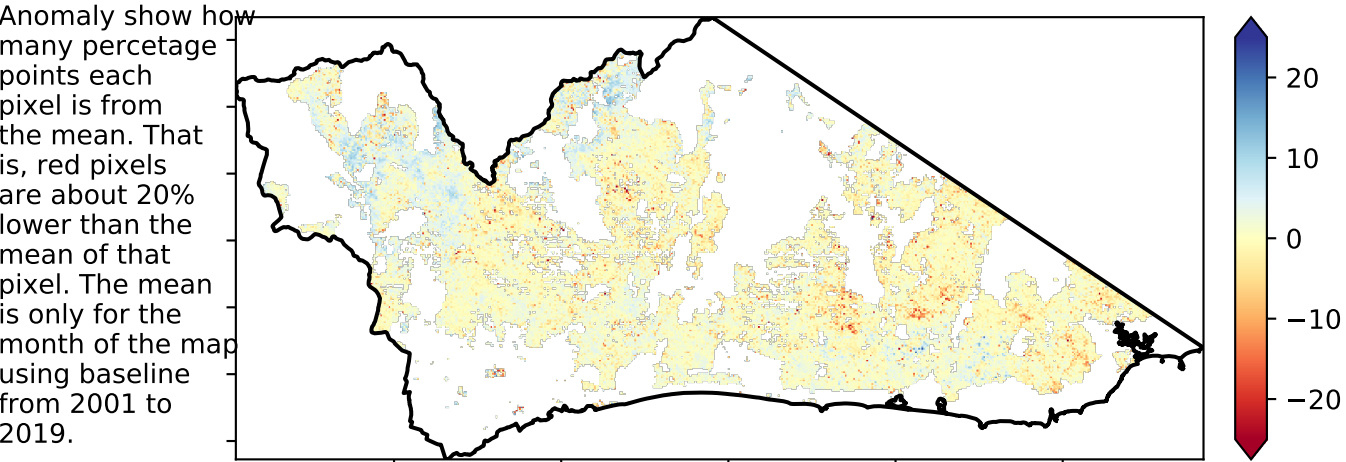 Anomaly show how
many percetage
points each
pixel is from
the mean. That
is, red pixels
are about 20%
lower than the
mean of that
pixel. The mean
is only for the
month of the map
using baseline
from 2001 to
2019.
20
10
0
−10
−20